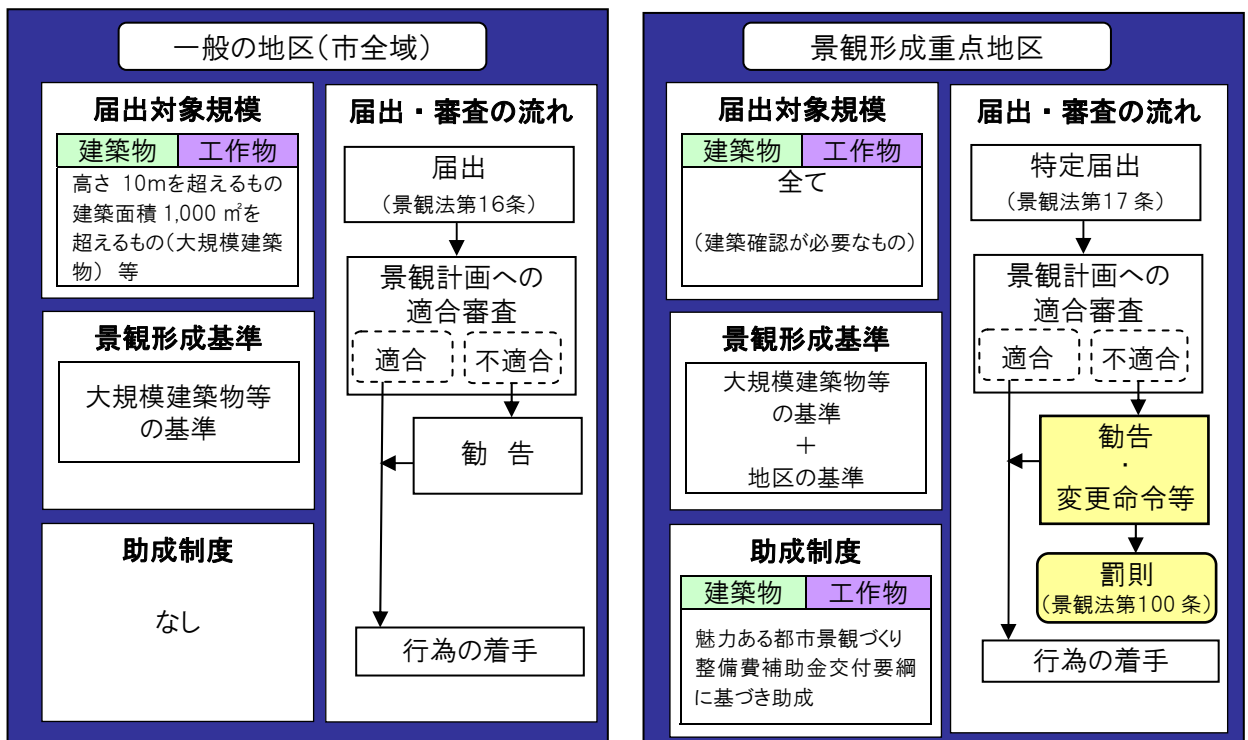 一般の地区(市全域)
届出対象規模
建築物 工作物
高さ 10mを超えるもの
建築面積 1,000 ㎡を
超えるもの(大規模建築
物) 等
景観形成基準
大規模建築物等
の基準
助成制度
なし
届出・審査の流れ
届出
(景観法第16条)
景観計画への
適合審査
適合 不適合
勧 告
行為の着手
景観形成重点地区
届出対象規模
建築物 工作物
全て
(建築確認が必要なもの)
景観形成基準
大規模建築物等
の基準
+
地区の基準
助成制度
建築物 工作物
魅力ある都市景観づくり
整備費補助金交付要綱
に基づき助成
届出・審査の流れ
特定届出
(景観法第17 条)
景観計画への
適合審査
適合 不適合
勧告
・
変更命令等
罰則
(景観法第100 条)
行為の着手